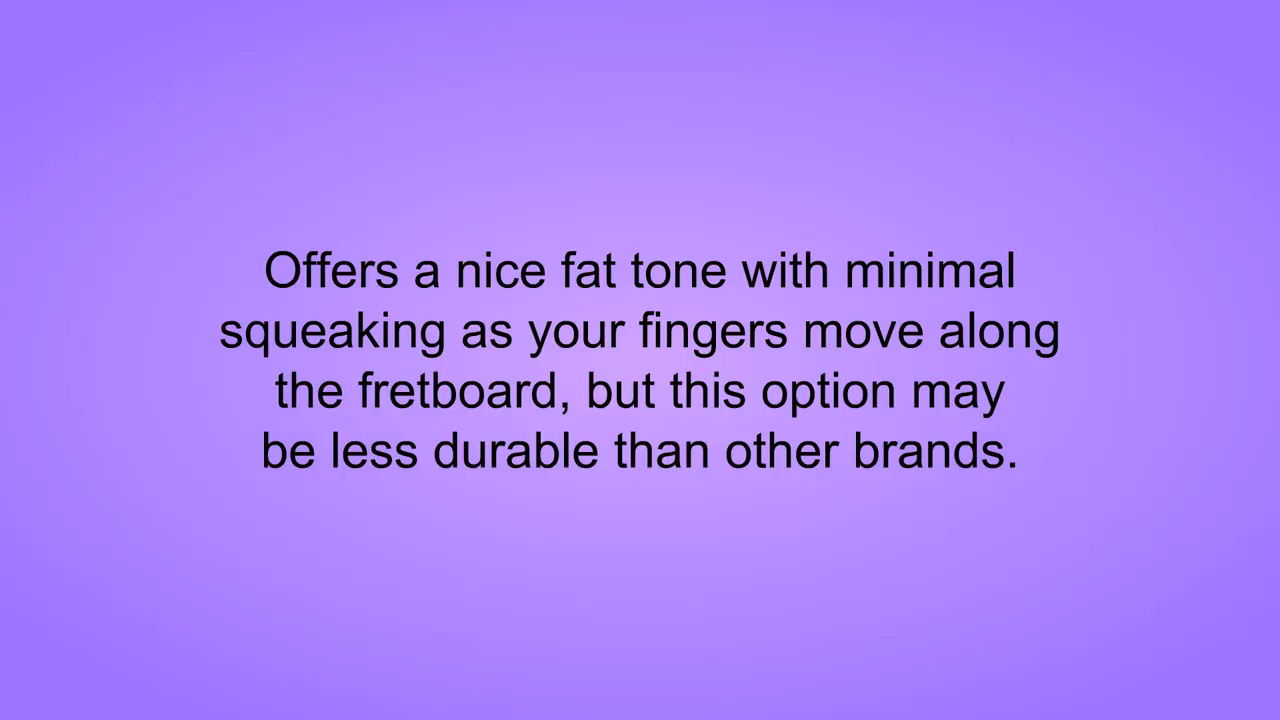 Offers a nice fat tone with minimal
squeaking as your fingers move along
the fretboard, but this option may
be less durable than other brands.